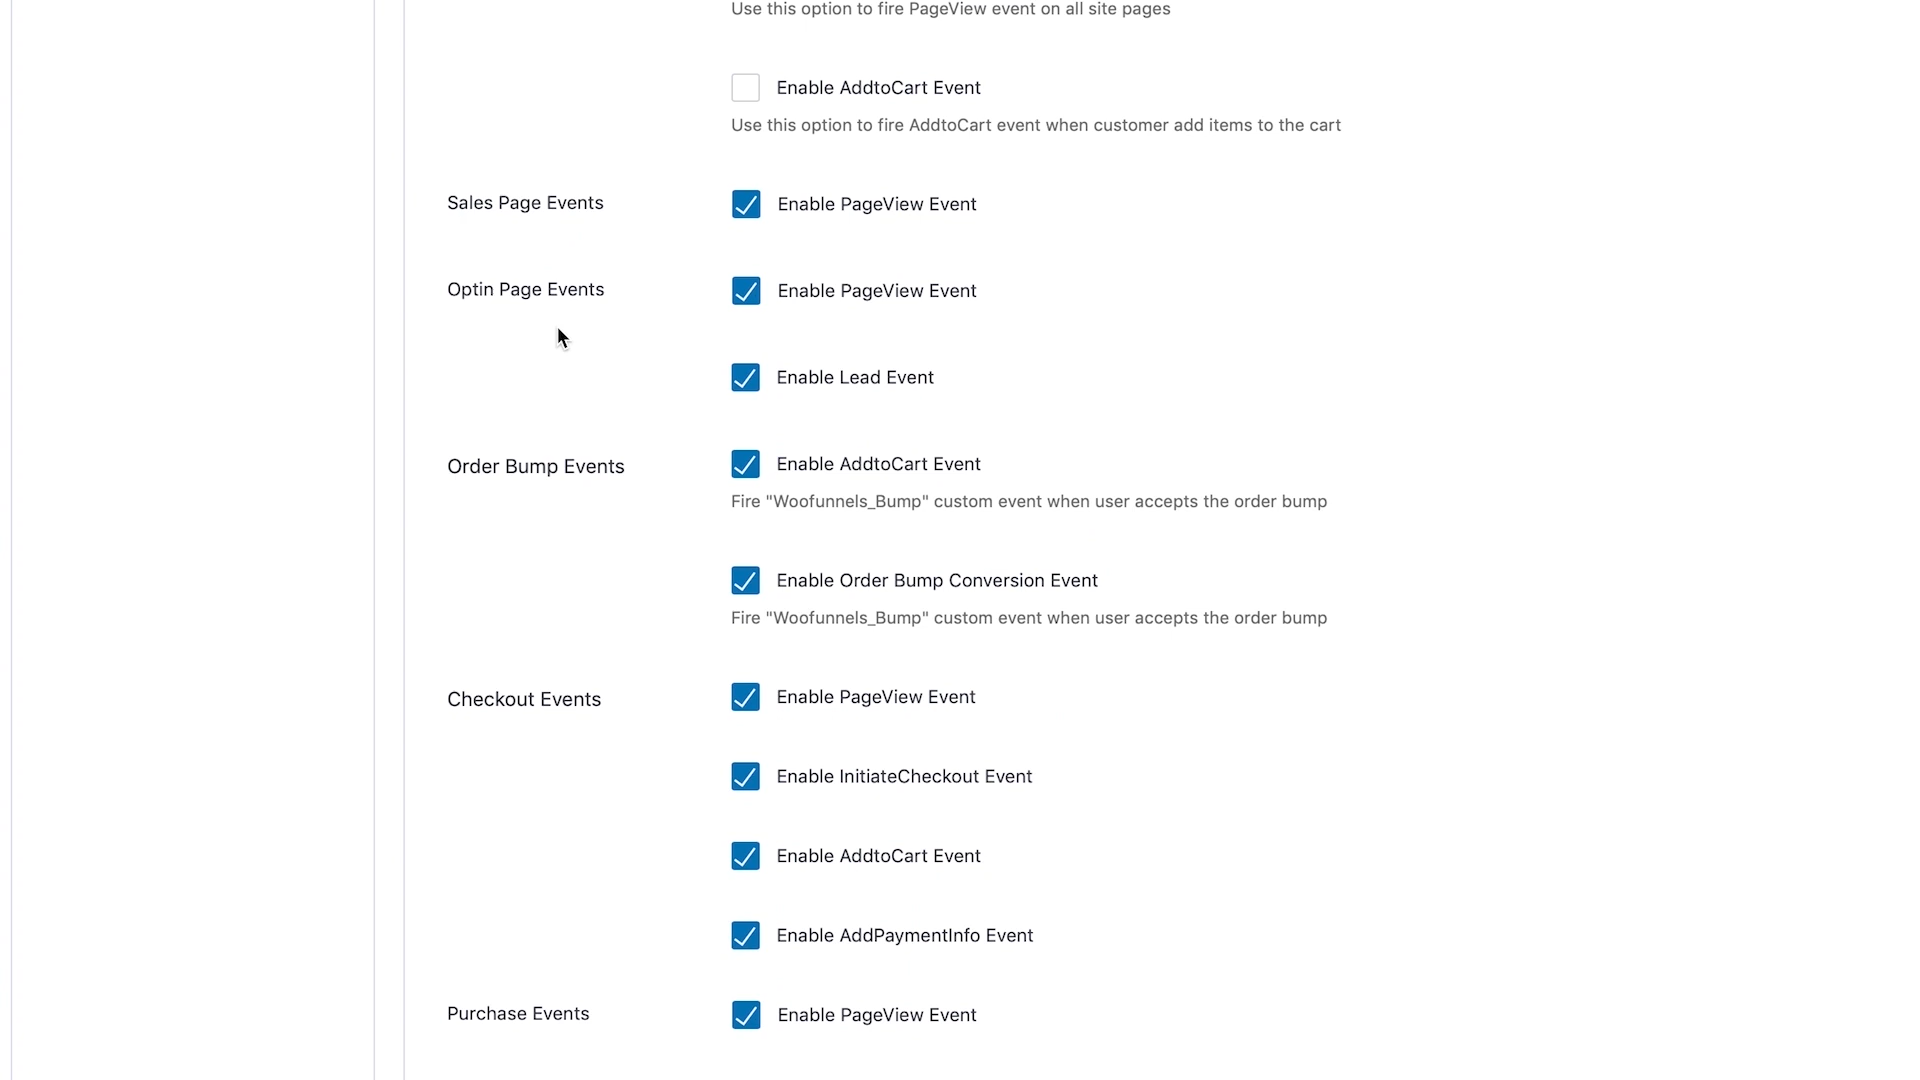 Use this option to fire PageView event on all site pages
Enable AddtoCart Event
Use this option to fire AddtoCart event when customer add items to the cart
Sales Page Events
Enable PageView Event
Optin Page Events
Enable PageView Event
Enable Lead Event
Order Bump Events
Enable AddtoCart Event
Fire "Woofunnels_Bump" custom event when user accepts the order bump
Enable Order Bump Conversion Event
Fire "Woofunnels_Bump" custom event when user accepts the order bump
Checkout Events
Enable PageView Event
Enable InitiateCheckout Event
Enable AddtoCart Event
Enable AddPaymentInfo Event
Purchase Events
Enable PageView Event